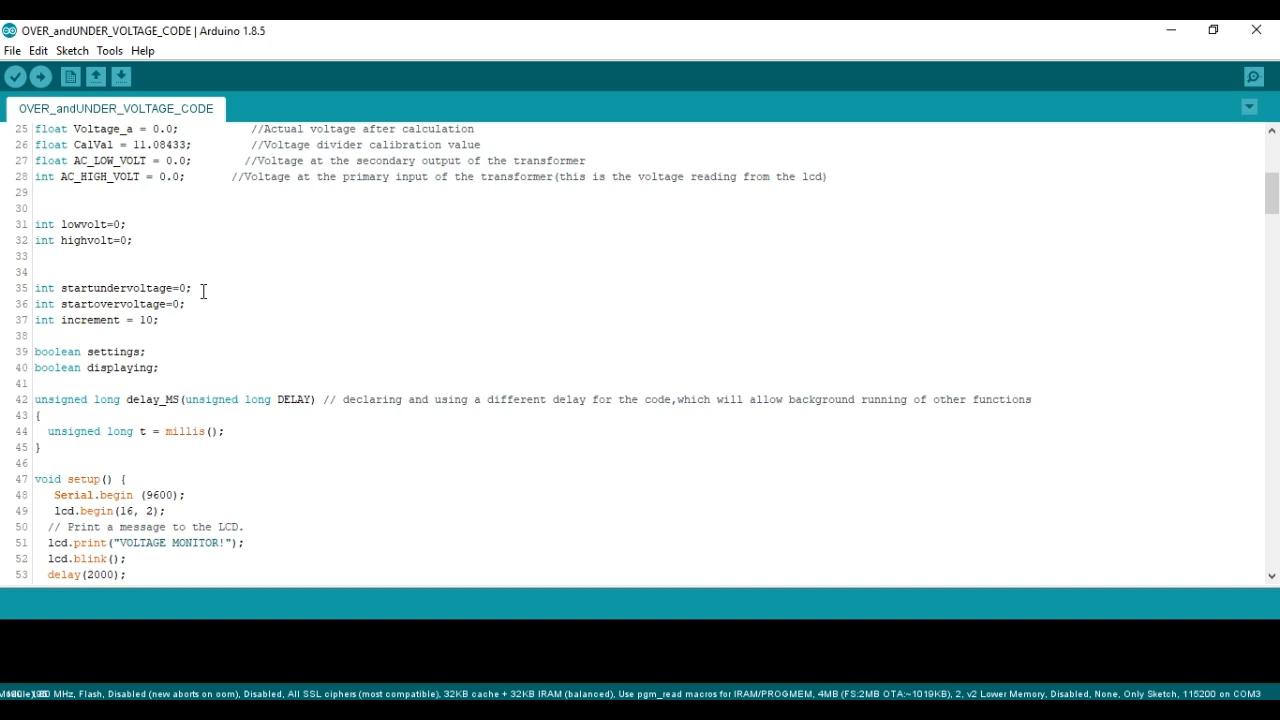 OVER_andUNDER_VOLTAGE_CODE | Arduino 1.8.5
File Edit Sketch Tools Help
OVER_andUNDER_VOLTAGE_CODE
25 float Voltage_a = 0.0; //Actual voltage after calculation
26 float CalVal = 11.08433; //Voltage divider calibration value
27 float AC_LOW_VOLT = 0.0; //Voltage at the secondary output of the transformer
28 int AC_HIGH_VOLT = 0.0; //Voltage at the primary input of the transformer(this is the voltage reading from the lcd)
29
30
31 int lowvolt=0;
32 int highvolt=0;
33
34
35 int startundervoltage=0;
36 int startovervoltage=0;
37 int increment = 10;
38
39 boolean settings;
40 boolean displaying;
41
42 unsigned long delay_MS(unsigned long DELAY) // declaring and using a different delay for the code,which will allow background running of other functions
43 {
44 unsigned long t = millis();
45 }
46
47 void setup() {
48 Serial.begin (9600);
49 lcd.begin(16, 2);
50 // Print a message to the LCD.
51 lcd.print("VOLTAGE MONITOR!");
52 lcd.blink();
53 delay(2000);
MHz, Flash, Disabled (new aborts on oom), Disabled, All SSL ciphers (most compatible), 32KB cache + 32KB IRAM (balanced), Use pgm_read macros for IRAM/PROGMEM, 4MB (FS:2MB OTA:~1019KB), 2, v2 Lower Memory, Disabled, None, Only Sketch, 115200 on COM3